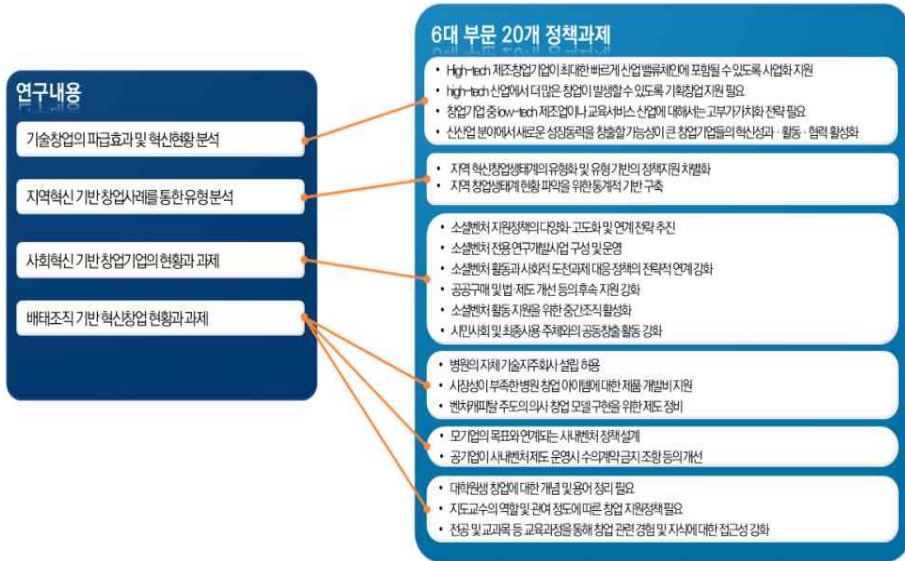 연구내용
기술창업의 파급효과 및 혁신현황 분석
지역혁신 기반 창업사례를 통한 유형 분석
사회혁신 기반 창업기업의 현황과 과제
배태조직 기반 혁신창업 현황과 과제
6대 부문 20개 정책과제
• High-tech 제조창업기업이 최대한 빠르게 산업 밸류체인에 포함될 수 있도록 사업화 지원
• high-tech 산업에서 더 많은 창업이 발생할 수 있도록 기획창업 지원 필요
• 창업기업 중 low-tech 제조업이나 교육서비스 산업에 대해서는 고부가가치화 전략 필요
• 신산업 분야에서 새로운 성장동력을 창출할 가능성이 큰 창업기업들의 혁신성과·활동·협력 활성화
• 지역 혁신창업생태계의 유형화 및 유형 기반의 정책지원 차별화
• 지역 창업생태계 현황 파악을 위한 통계적 기반 구축
• 소셜벤처 지원정책의 다양화·고도화 및 연계 전략 추진
• 소셜벤처 전용 연구개발사업 구성 및 운영
• 소셜벤처 활동과 사회적 도전과제 대응 정책의 전략적 연계 강화
• 공공구매 및 법·제도 개선 등의 후속 지원 강화
• 소셜벤처 활동 지원을 위한 중간조직 활성화
• 시민사회 및 최종사용 주체와의 공동창출 활동 강화
• 병원의 자체 기술지주회사 설립 허용
• 시장성이 부족한 병원 창업 아이템에 대한 제품 개발비 지원
• 벤처캐피탈 주도의 의사 창업 모델 구현을 위한 제도 정비
• 모기업의 목표와 연계되는 사내벤처 정책 설계
• 공기업이 사내벤처 제도 운영시 수의계약 금지 조항 등의 개선
• 대학원생 창업에 대한 개념 및 용어 정리 필요
• 지도교수의 역할 및 관여 정도에 따른 창업 지원정책 필요
• 전공 및 교과목 등 교육과정을 통해 창업 관련 경험 및 지식에 대한 접근성 강화